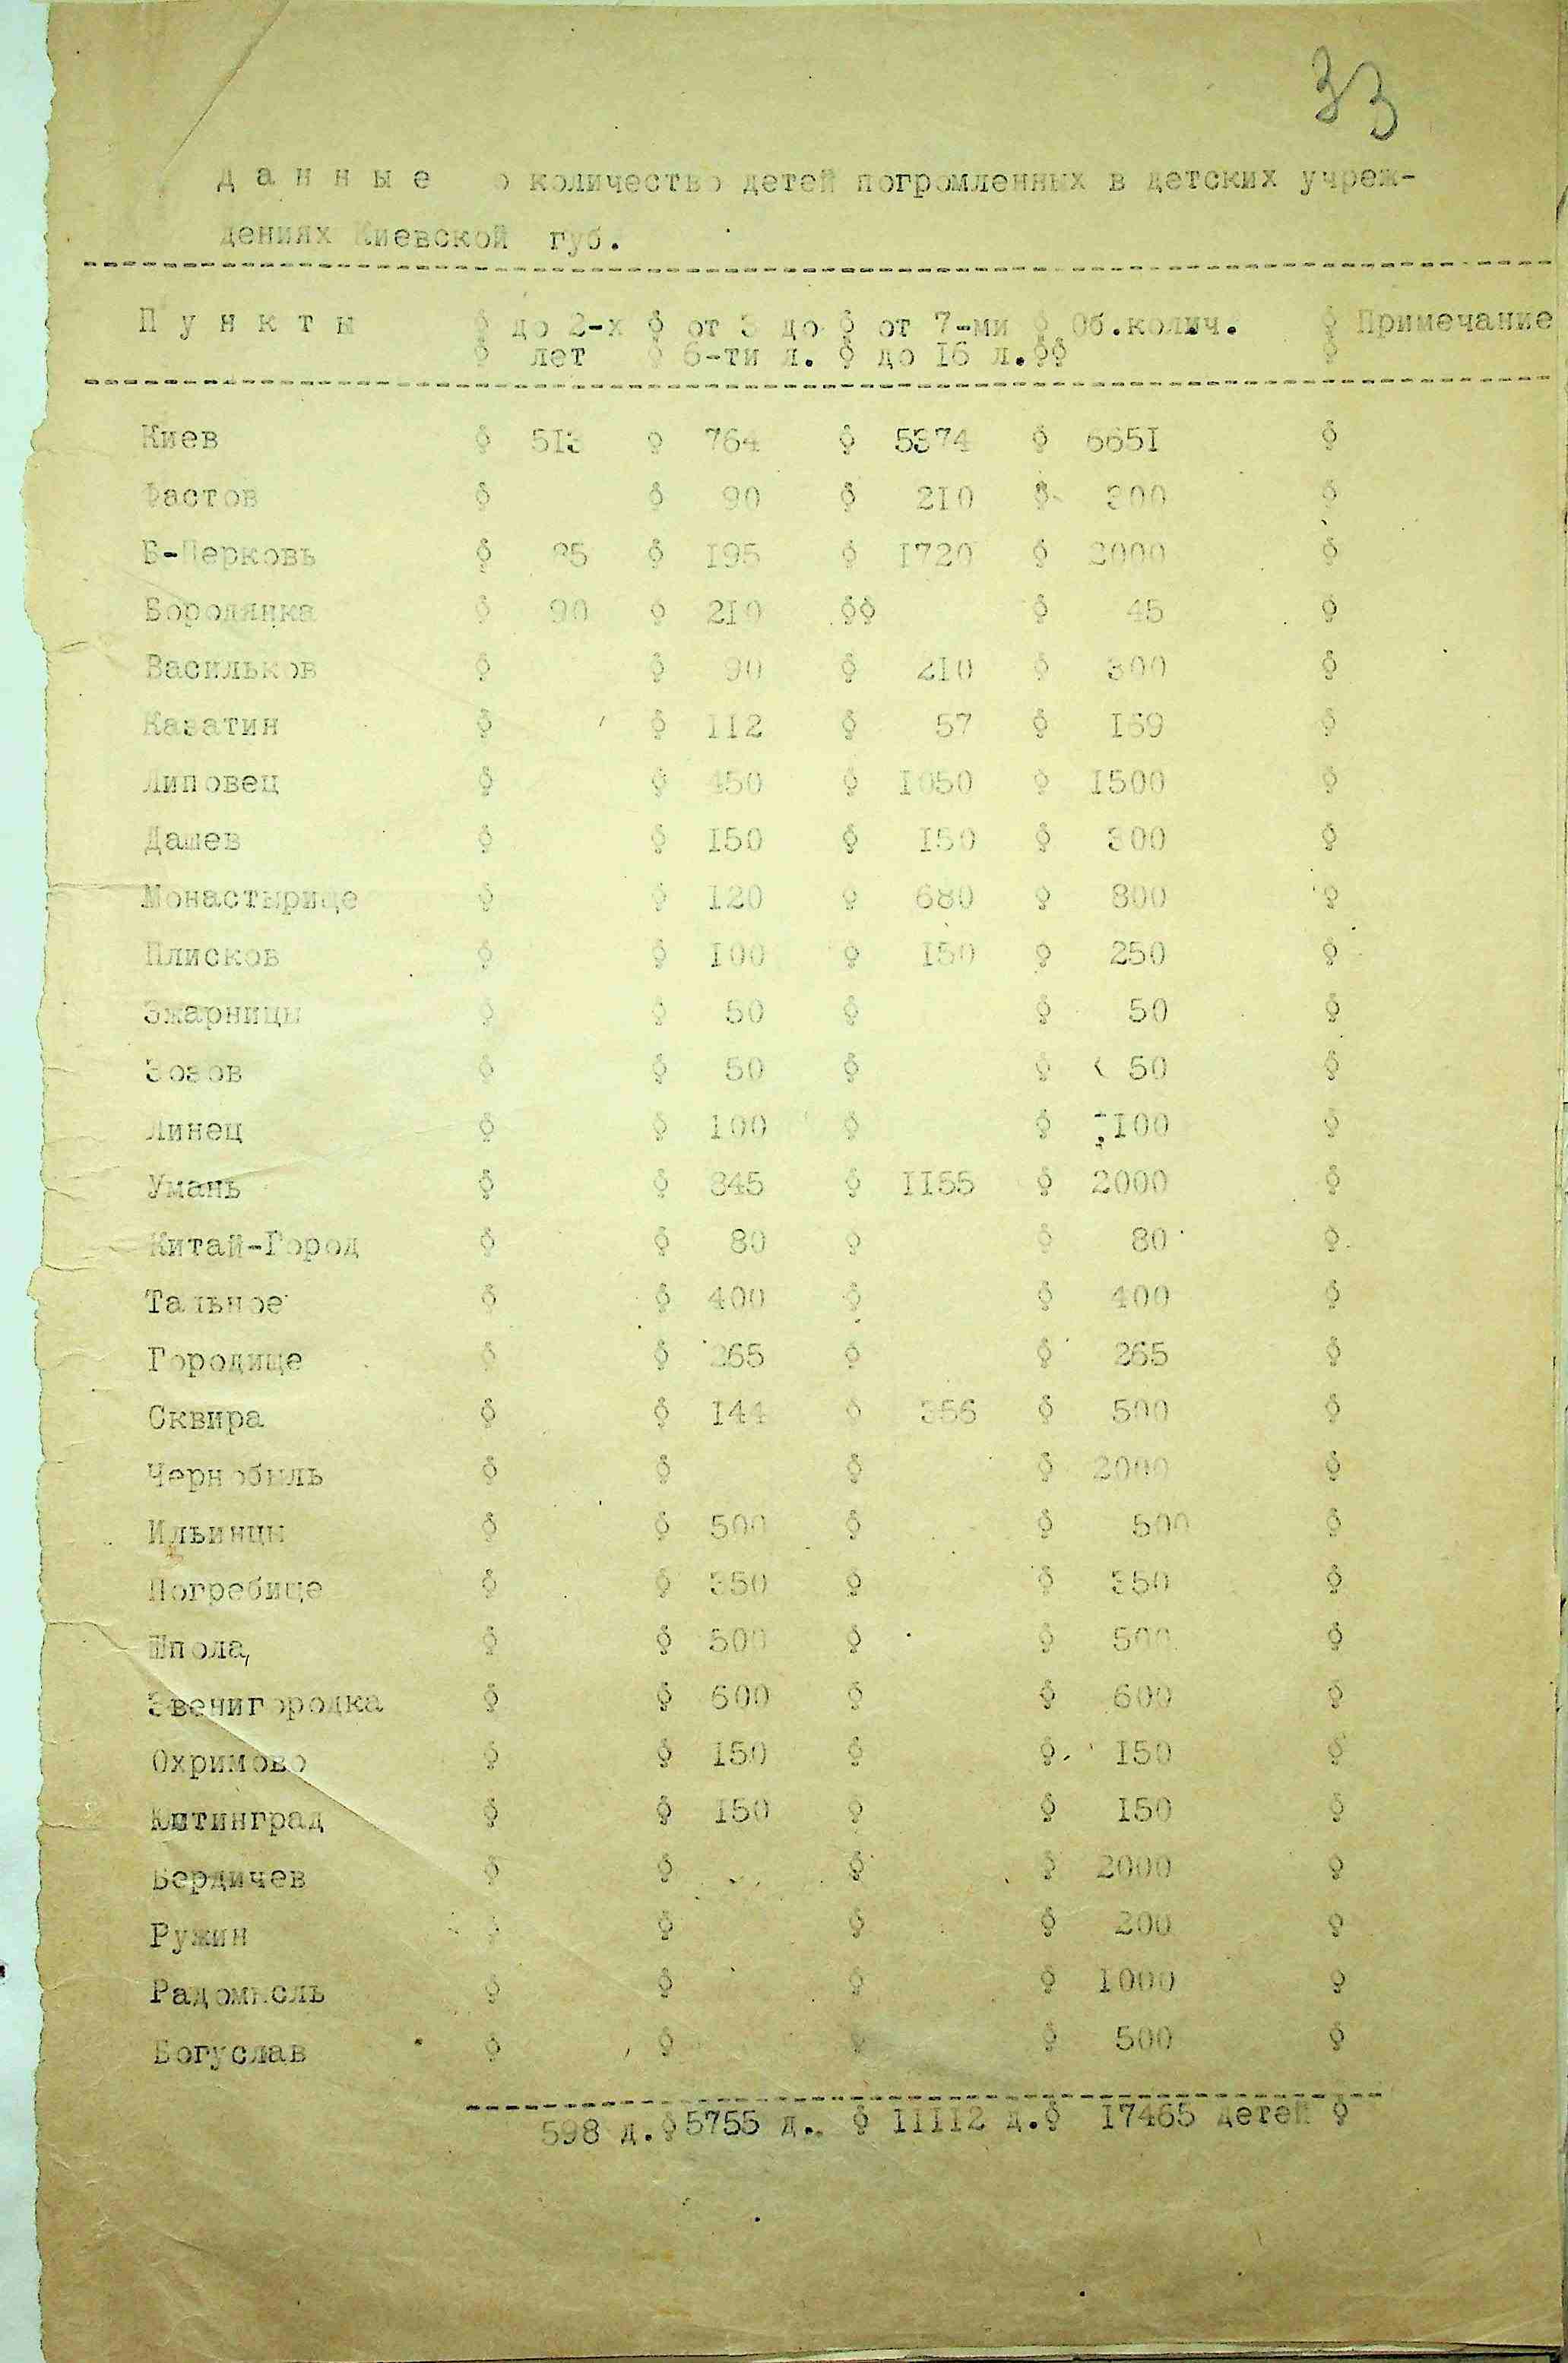 33
Д а н н ы е о количество детей погромленных в детских учреж-
дениях Киевской губ.
П у н к т ы до 2-х от 3 до от 7-ми Об.колич. Примечание
лет 6-ти л. до 16 л.
Киев 513 764 5374 6651
Фастов 90 210 300
Б-Церковь 85 195 1720 2000
Бородянка 90 210 45
Васильков 90 210 300
Казатин 112 57 169
Липовец 450 1050 1500
Дашев 150 150 300
Монастырище 120 680 800
Плисков 100 150 250
Зжарницы 50 50
Зозов 50 50
Линец 100 100
Умань 845 1155 2000
Китай-Город 80 80
Тальное 400 400
Городище 265 265
Сквира 144 356 500
Чернобыль 2000
Ильинцы 500 500
Погребище 350 350
Шпола, 500 500
Звенигородка 600 600
Охримово 150 150
150 150
Бердичев 2000
Ружин 200
Радомысль 1000
Богуслав 500
598 д. 5755 д.. 11112 д. 17465 детей